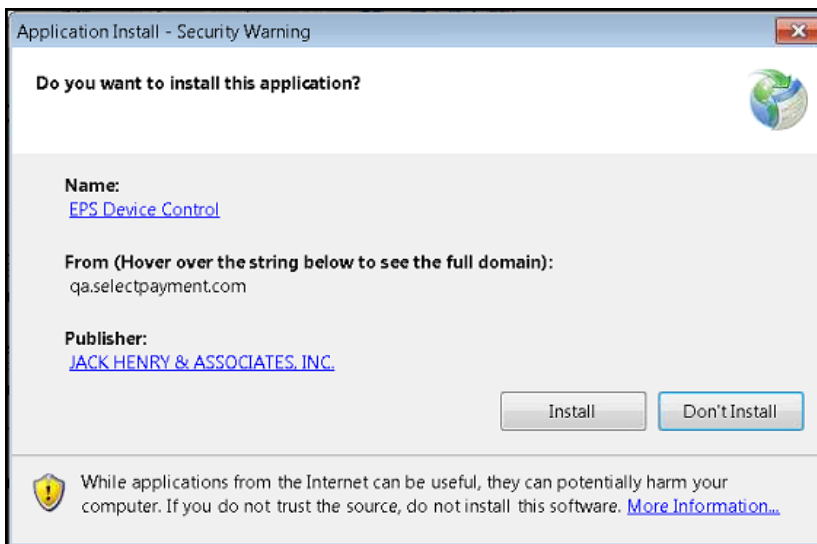 Application Install - Security Warning
Do you want to install this application?
Name:
EPS Device Control
From (Hover over the string below to see the full domain):
qa.selectpayment.com
Publisher:
JACK HENRY & ASSOCIATES, INC.
Install
Don't Install
While applications from the Internet can be useful, they can potentially harm your
computer. If you do not trust the source, do not install this software. More Information...